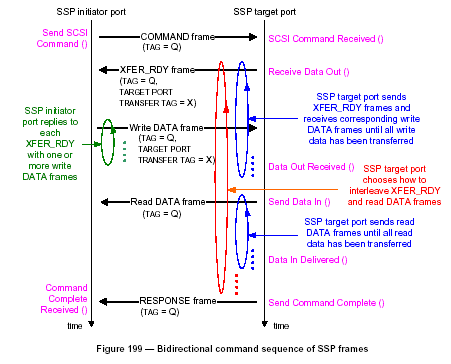 SSP initiator port
SSP target port
Send SCSI
Command ()
COMMAND frame
(TAG = Q)
SCSI Command Received ()
XFER_RDY frame
(TAG = Q,
TARGET PORT
TRANSFER TAG = X)
Receive Data Out ()
SSP target port sends
XFER_RDY frames and
receives corresponding write
DATA frames until all write
data has been transferred
SSP initiator
port replies to
each
XFER_RDY
with one or
more write
DATA frames
Write DATA frame
(TAG = Q,
TARGET PORT
TRANSFER TAG = X)
Data Out Received ()
SSP target port
chooses how to
interleave XFER_RDY
and read DATA frames
Read DATA frame
(TAG = Q)
Send Data In ()
SSP target port sends read
DATA frames until all read
data has been transferred
Data In Delivered ()
Command
Complete
Received ()
RESPONSE frame
(TAG = Q)
Send Command Complete ()
time
time
Figure 199 — Bidirectional command sequence of SSP frames